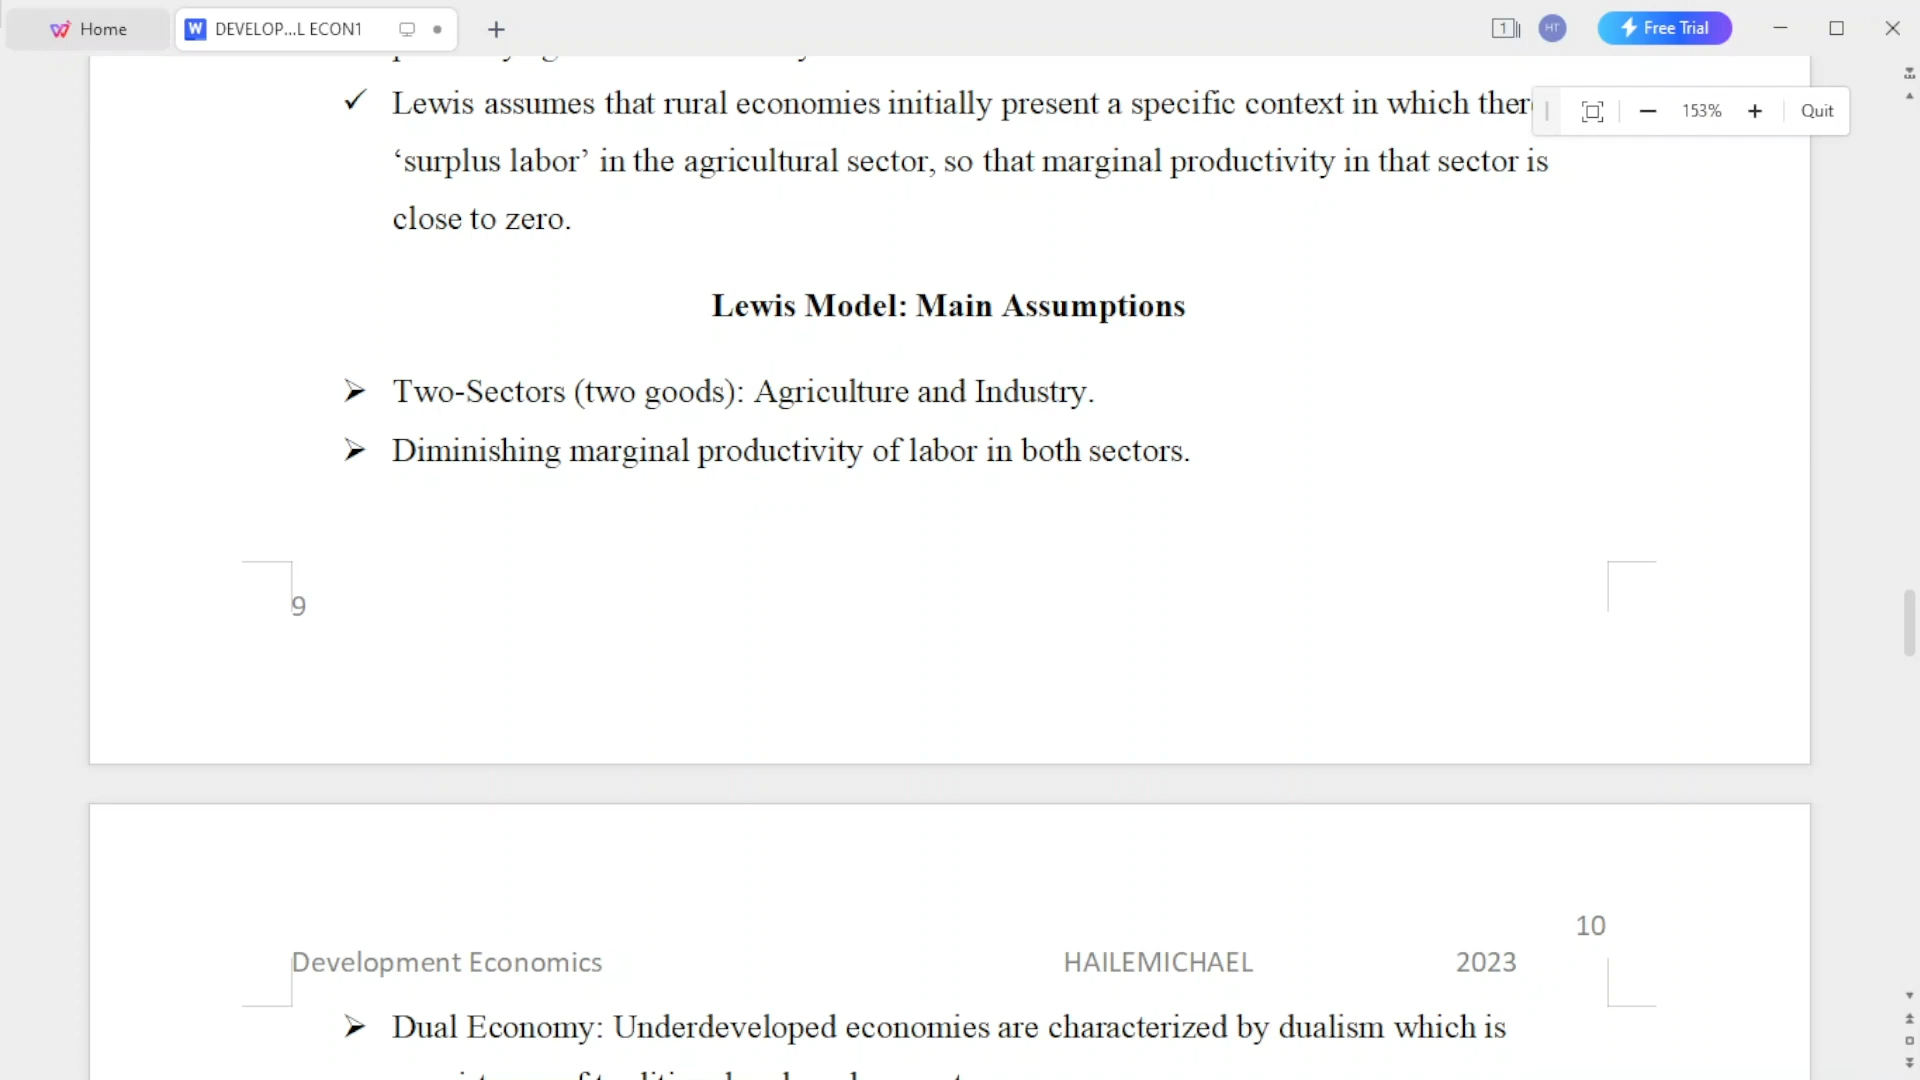 Home
DEVELOP...L ECON1
1
HT
Free Trial
Lewis assumes that rural economies initially present a specific context in which
153%
Quit
‘surplus labor’ in the agricultural sector, so that marginal productivity in that sector is
close to zero.
Lewis Model: Main Assumptions
Two-Sectors (two goods): Agriculture and Industry.
Diminishing marginal productivity of labor in both sectors.
9
10
Development Economics HAILEMICHAEL 2023
Dual Economy: Underdeveloped economies are characterized by dualism which is